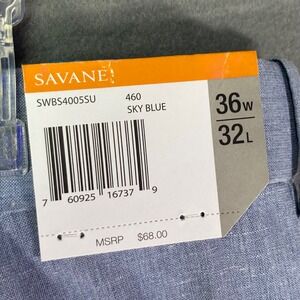 SAVANE
SWBS4005SU 460
SKY BLUE
36W
32L
7 60925 16737 9
MSRP $68.00